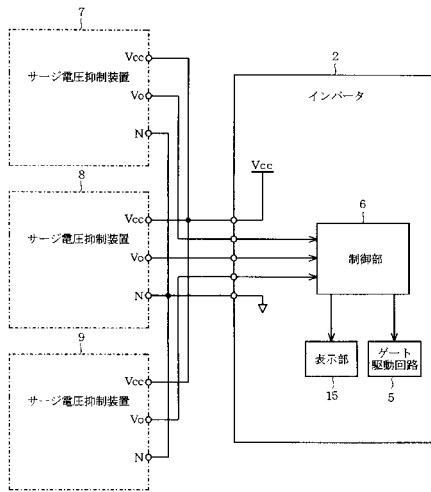 7
サージ電圧抑制装置
Vcc
Vo
N
8
サージ電圧抑制装置
Vcc
Vo
N
9
サージ電圧抑制装置
Vcc
Vo
N
2
インバータ
Vcc
6
制御部
表示部
15
ゲート
駆動回路
5